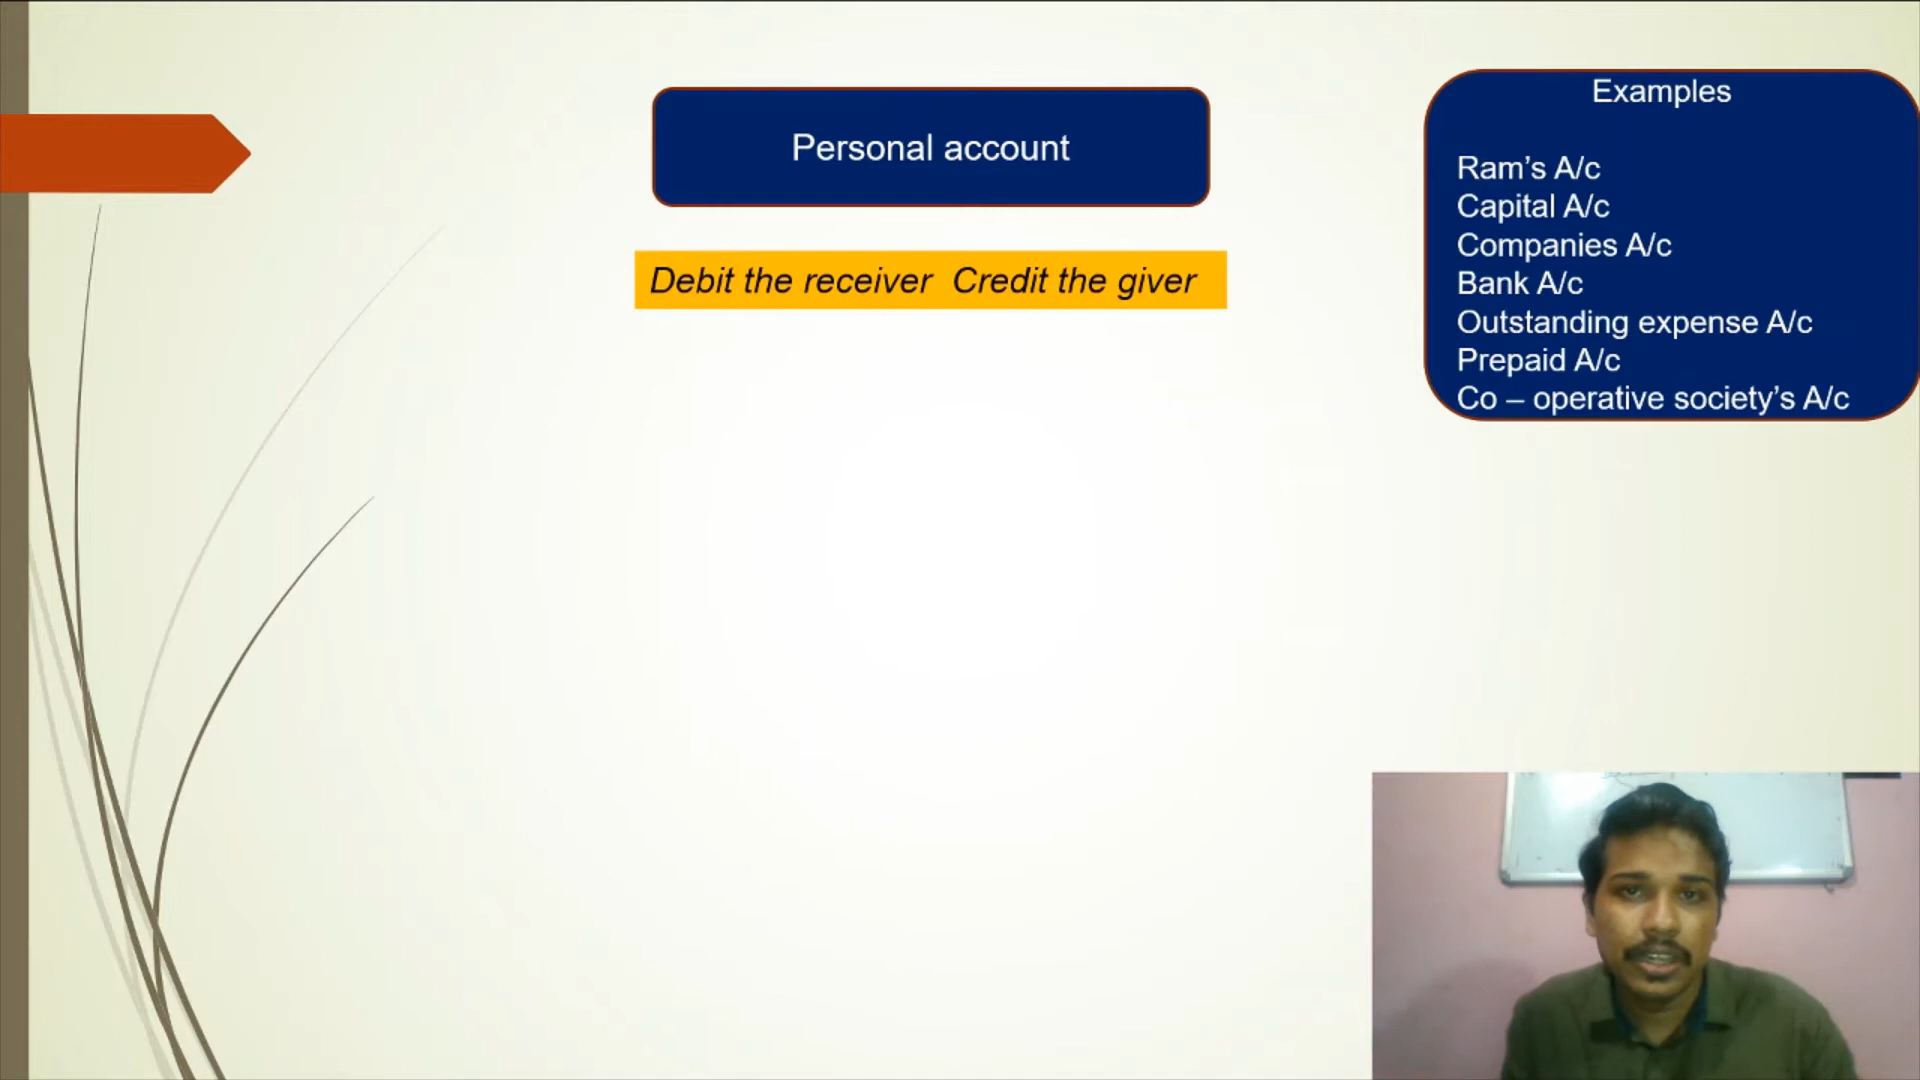 Personal account
Debit the receiver  Credit the giver
Examples
Ram’s A/c
Capital A/c
Companies A/c
Bank A/c
Outstanding expense A/c
Prepaid A/c
Co – operative society’s A/c